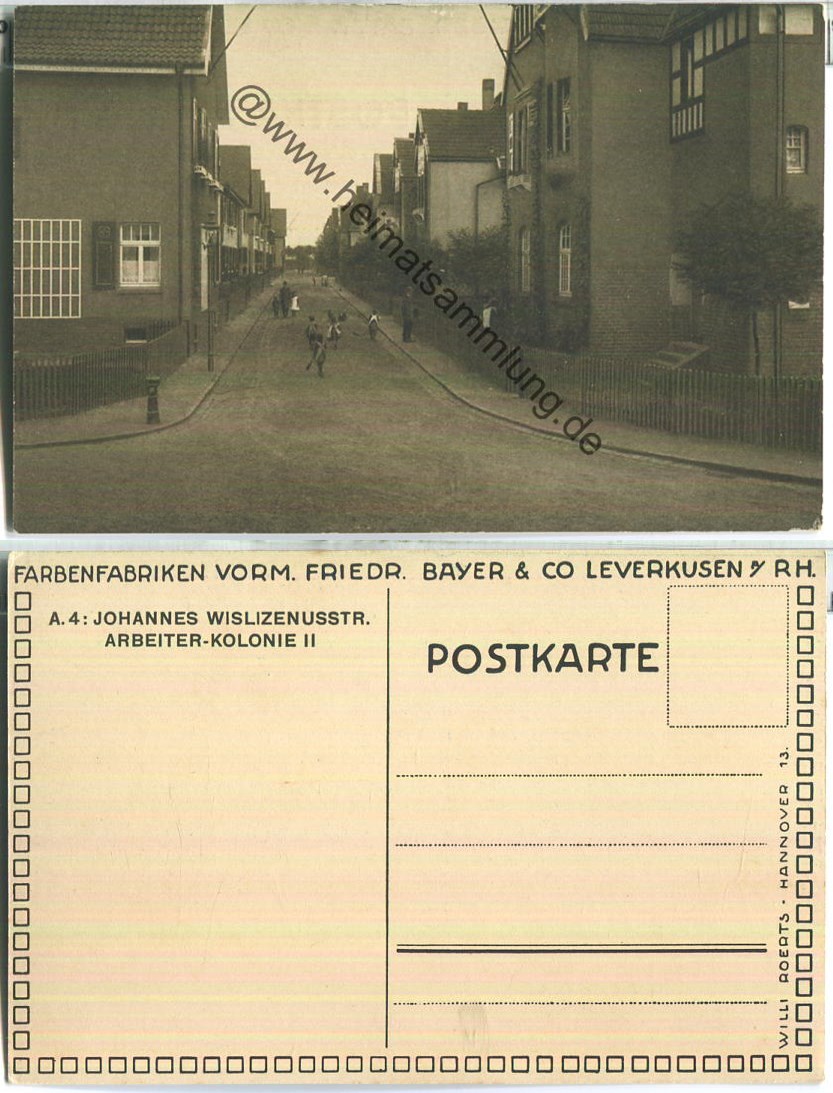 @www.heimatsammlung.de
FARBENFABRIKEN VORM. FRIEDR. BAYER & CO LEVERKUSEN a/ RH.
A.4: JOHANNES WISLIZENUSSTR.
ARBEITER-KOLONIE II
POSTKARTE
WILLI ROERTS · HANNOVER 13.